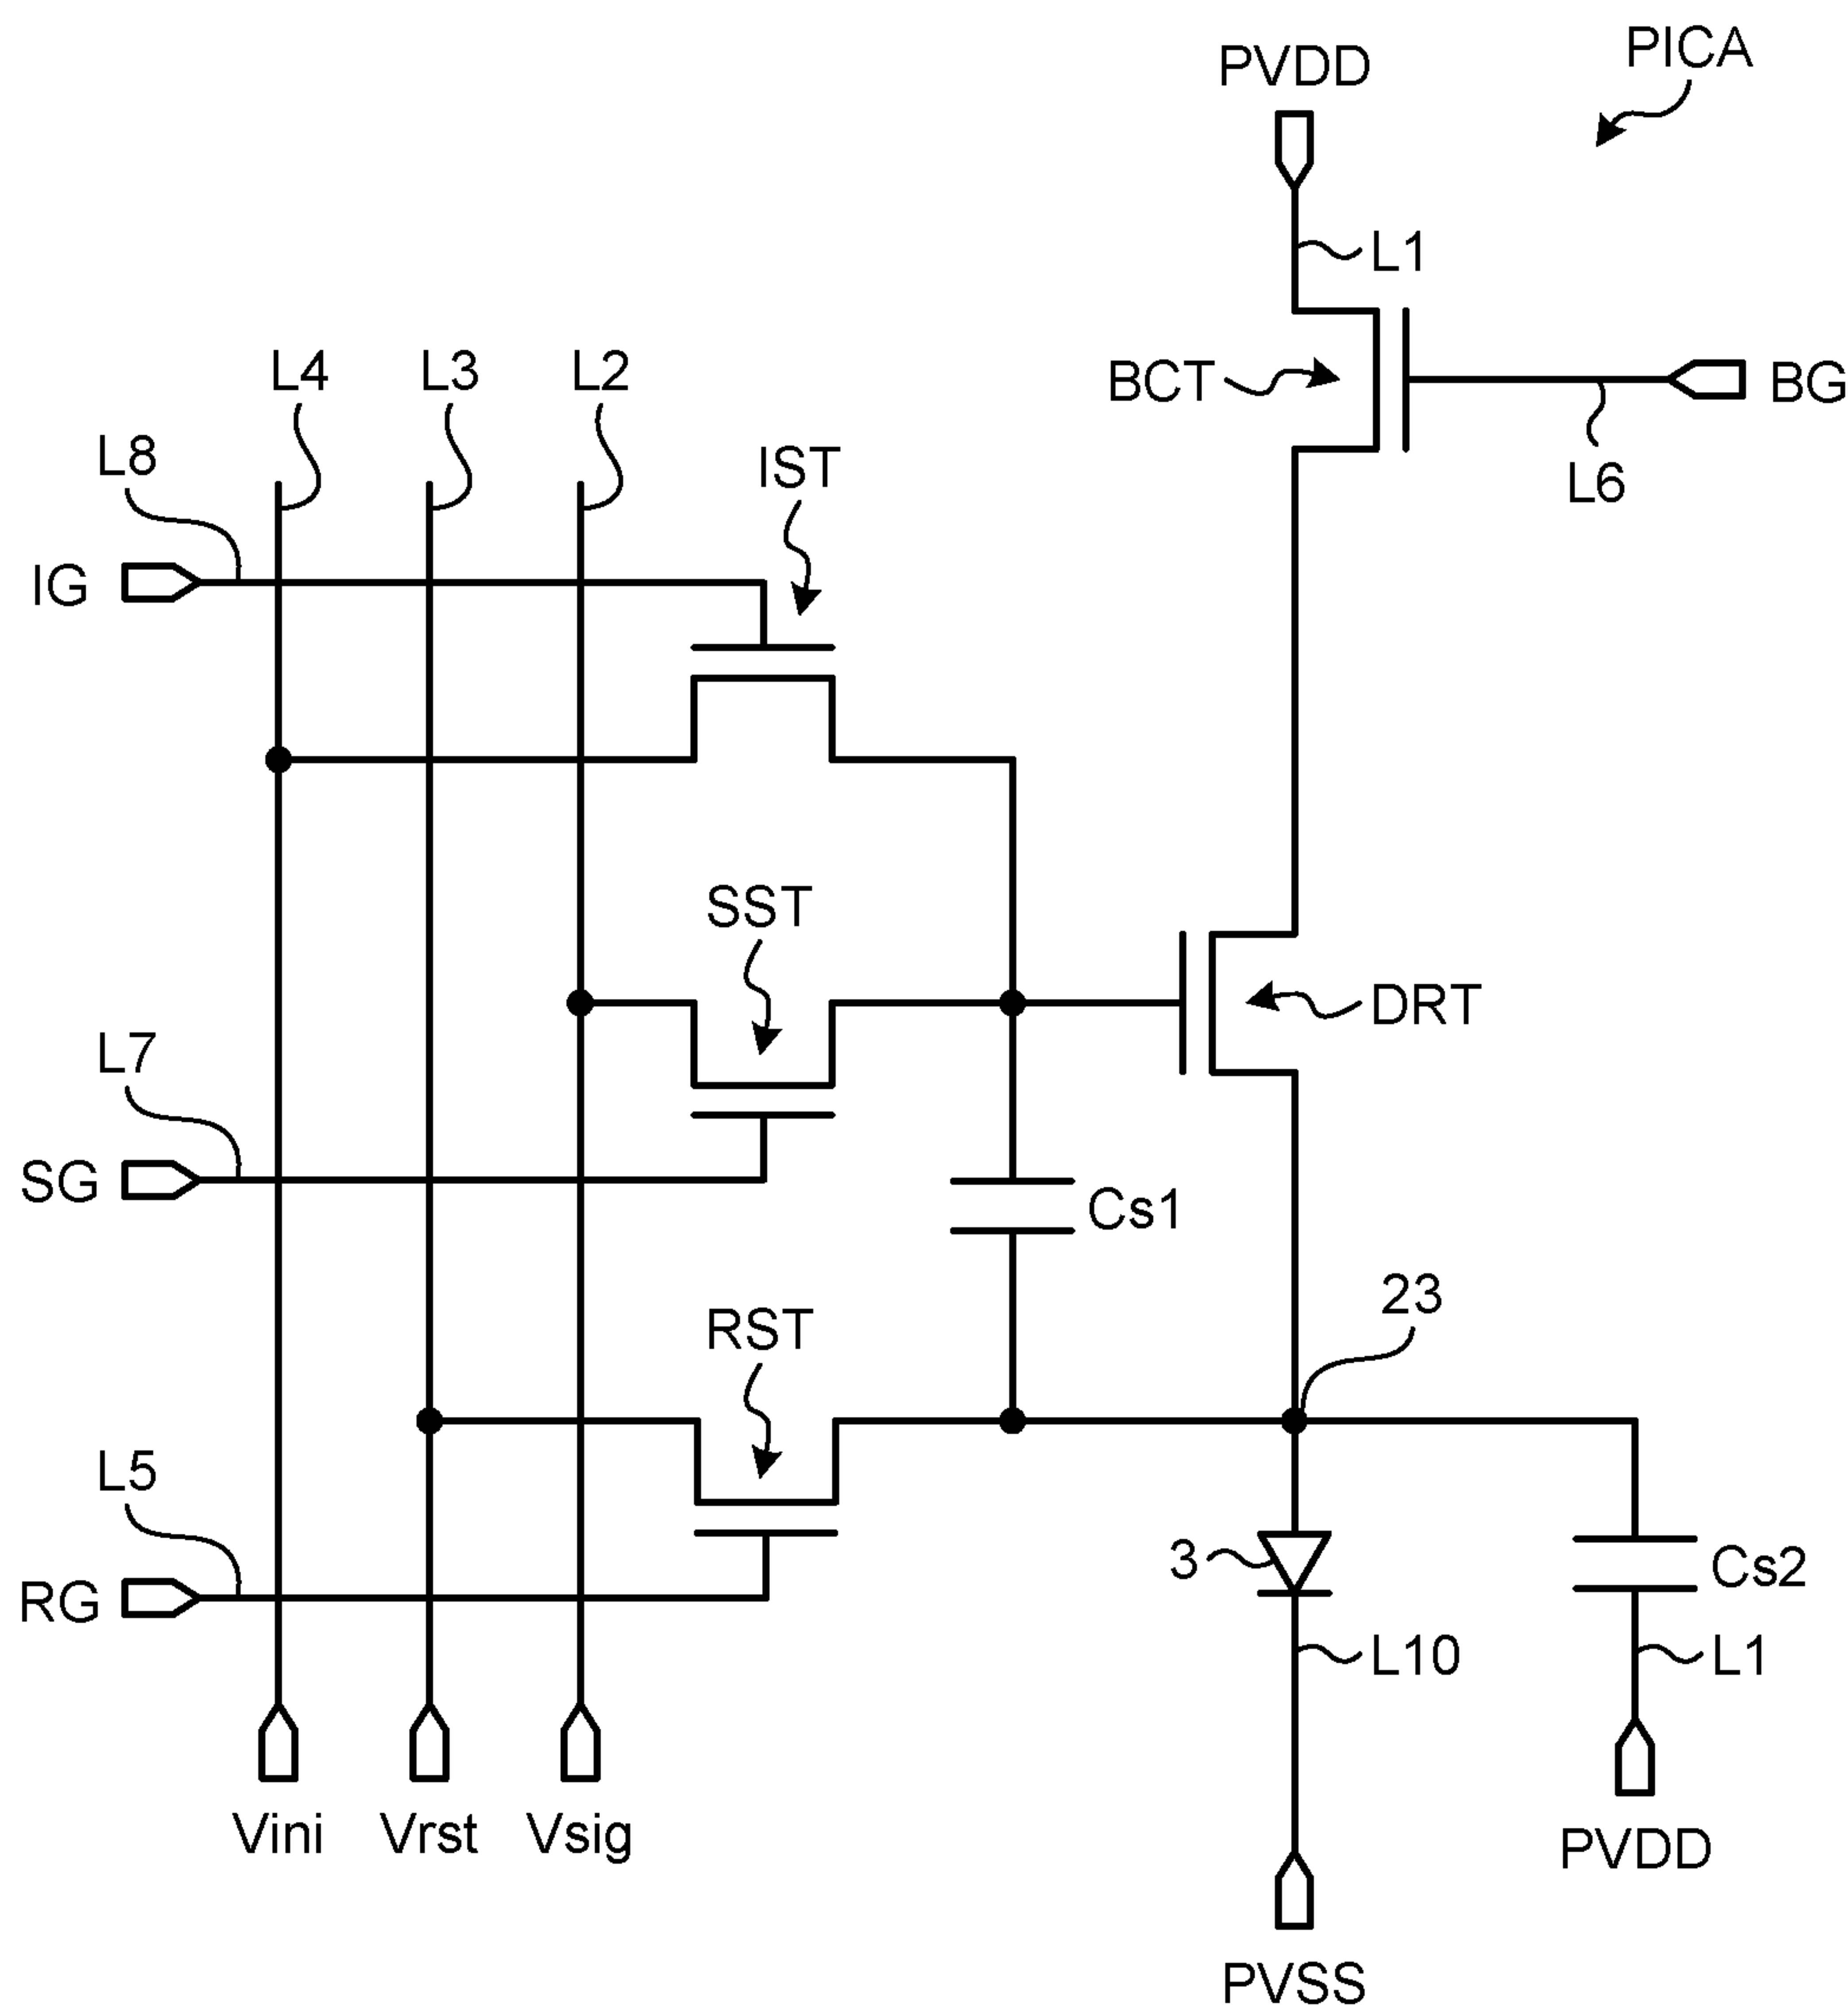 PICA
PVDD
L1
BCT
BG
L6
L4
L3
L2
L8
IST
IG
SST
DRT
L7
SG
Cs1
23
RST
L5
RG
3
Cs2
L10
L1
Vini
Vrst
Vsig
PVDD
PVSS